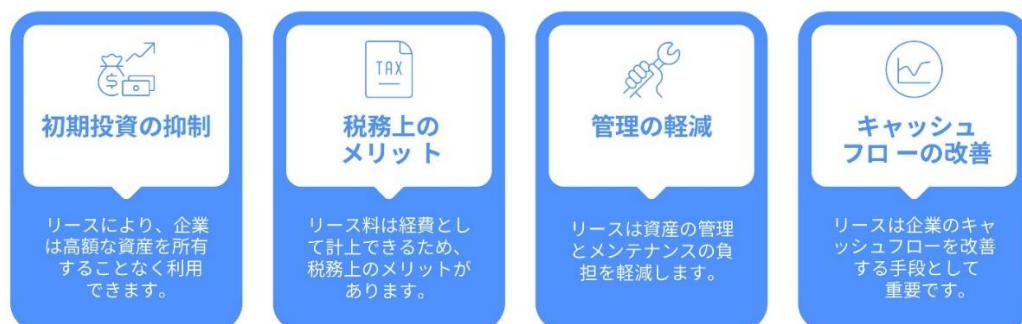 初期投資の抑制
リースにより、企業
は高額な資産を所有
することなく利用
できます。
TAX
税務上の
メリット
リース料は経費とし
て計上できるため、
税務上のメリットが
あります。
管理の軽減
リースは資産の管理
とメンテナンスの負
担を軽減します。
キャッシュ
フローの改善
リースは企業のキャ
ッシュフローを改善
する手段として
重要です。